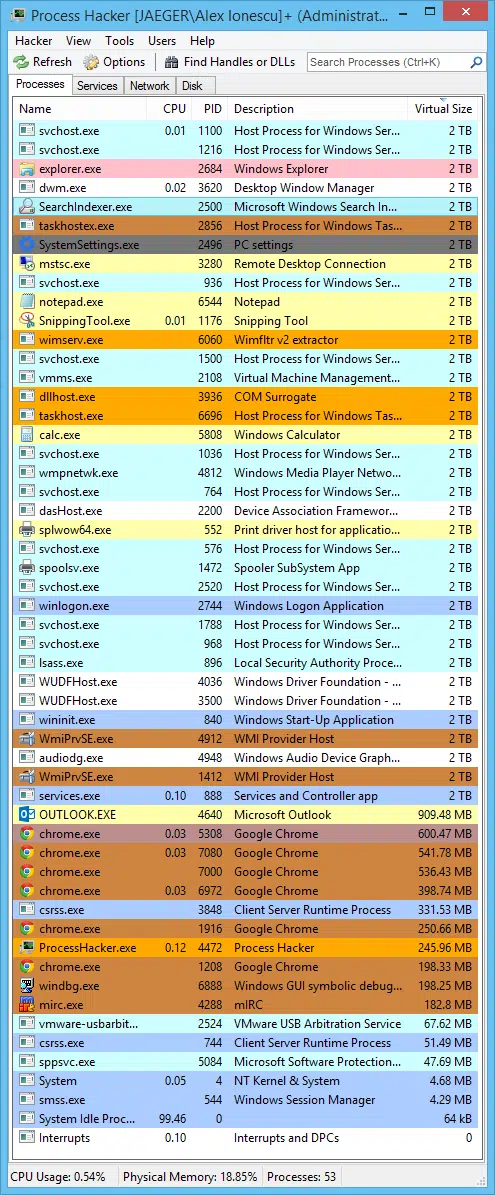 Process Hacker [JAEGER\Alex Ionescu]+ (Administrat...
Hacker View Tools Users Help
Refresh Options Find Handles or DLLs Search Processes (Ctrl+K)
Processes Services Network Disk
Name CPU PID Description Virtual Size
svchost.exe 0.01 1100 Host Process for Windows Ser... 2 TB
svchost.exe 1216 Host Process for Windows Ser... 2 TB
explorer.exe 2684 Windows Explorer 2 TB
dwm.exe 0.02 3620 Desktop Window Manager 2 TB
SearchIndexer.exe 2500 Microsoft Windows Search In... 2 TB
taskhostex.exe 2856 Host Process for Windows Tas... 2 TB
SystemSettings.exe 2496 PC settings 2 TB
mstsc.exe 3280 Remote Desktop Connection 2 TB
svchost.exe 936 Host Process for Windows Ser... 2 TB
notepad.exe 6544 Notepad 2 TB
SnippingTool.exe 0.01 1176 Snipping Tool 2 TB
wimserv.exe 6060 Wimfltr v2 extractor 2 TB
svchost.exe 1500 Host Process for Windows Ser... 2 TB
vmms.exe 2108 Virtual Machine Management... 2 TB
dllhost.exe 3936 COM Surrogate 2 TB
taskhost.exe 6696 Host Process for Windows Tas... 2 TB
calc.exe 5808 Windows Calculator 2 TB
svchost.exe 1036 Host Process for Windows Ser... 2 TB
wmpnetwk.exe 4812 Windows Media Player Netwo... 2 TB
svchost.exe 764 Host Process for Windows Ser... 2 TB
dasHost.exe 2200 Device Association Framewor... 2 TB
splwow64.exe 552 Print driver host for applicatio... 2 TB
svchost.exe 576 Host Process for Windows Ser... 2 TB
spoolsv.exe 1472 Spooler SubSystem App 2 TB
svchost.exe 2520 Host Process for Windows Ser... 2 TB
winlogon.exe 2744 Windows Logon Application 2 TB
svchost.exe 1788 Host Process for Windows Ser... 2 TB
svchost.exe 968 Host Process for Windows Ser... 2 TB
lsass.exe 896 Local Security Authority Proce... 2 TB
WUDFHost.exe 4036 Windows Driver Foundation - ... 2 TB
WUDFHost.exe 3500 Windows Driver Foundation - ... 2 TB
wininit.exe 840 Windows Start-Up Application 2 TB
WmiPrvSE.exe 4912 WMI Provider Host 2 TB
audiodg.exe 4948 Windows Audio Device Graph... 2 TB
WmiPrvSE.exe 1412 WMI Provider Host 2 TB
services.exe 0.10 888 Services and Controller app 2 TB
OUTLOOK.EXE 4640 Microsoft Outlook 909.48 MB
chrome.exe 0.03 5308 Google Chrome 600.47 MB
chrome.exe 0.03 7080 Google Chrome 541.78 MB
chrome.exe 7000 Google Chrome 536.43 MB
chrome.exe 0.03 6972 Google Chrome 398.74 MB
csrss.exe 3848 Client Server Runtime Process 331.53 MB
chrome.exe 1916 Google Chrome 250.66 MB
ProcessHacker.exe 0.12 4472 Process Hacker 245.96 MB
chrome.exe 1208 Google Chrome 198.33 MB
windbg.exe 6888 Windows GUI symbolic debug... 198.25 MB
mirc.exe 4288 mIRC 182.8 MB
vmware-usbarbit... 2524 VMware USB Arbitration Service 67.62 MB
csrss.exe 744 Client Server Runtime Process 51.49 MB
sppsvc.exe 5084 Microsoft Software Protection... 47.69 MB
System 0.05 4 NT Kernel & System 4.68 MB
smss.exe 544 Windows Session Manager 4.29 MB
System Idle Proc... 99.46 0 64 kB
Interrupts 0.10 Interrupts and DPCs 0
CPU Usage: 0.54% Physical Memory: 18.85% Processes: 53